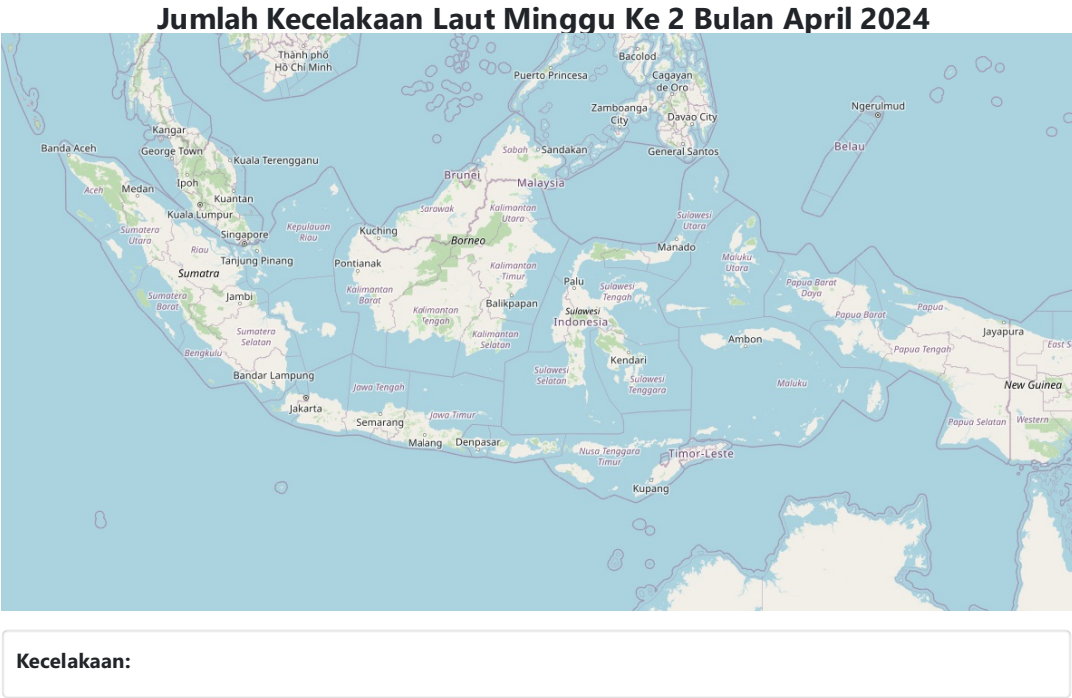 Jumlah Kecelakaan Laut Minggu Ke 2 Bulan April 2024
Thành phố
Hồ Chí Minh
Bacolod
Puerto Princesa
Cagayan
de Oro
Zamboanga
City
Davao City
Ngerulmud
Kangar
Banda Aceh
George Town
Kuala Terengganu
Sabah
Sandakan
General Santos
Belau
Ipoh
Brunei
Malaysia
Aceh
Medan
Kuantan
Kuala Lumpur
Sarawak
Kalimantan
Utara
Sulawesi
Utara
Sumatera
Utara
Singapore
Kepulauan
Riau
Kuching
Borneo
Manado
Riau
Tanjung Pinang
Pontianak
Maluku
Utara
Sumatra
Kalimantan
Timur
Palu
Papua Barat
Daya
Sumatera
Barat
Jambi
Kalimantan
Barat
Sulawesi
Tengah
Balikpapan
Kalimantan
Tengah
Sulawesi
Indonesia
Papua Barat
Papua
Sumatera
Selatan
Kalimantan
Selatan
Ambon
Jayapura
East S
Bengkulu
Papua Tengah
Kendari
Bandar Lampung
Sulawesi
Selatan
Sulawesi
Tenggara
Maluku
New Guinea
Jawa Tengah
Jakarta
Semarang
Jawa Timur
Papua Selatan
Western
Malang
Denpasar
Nusa Tenggara
Timur
Timor-Leste
Kupang
Kecelakaan: